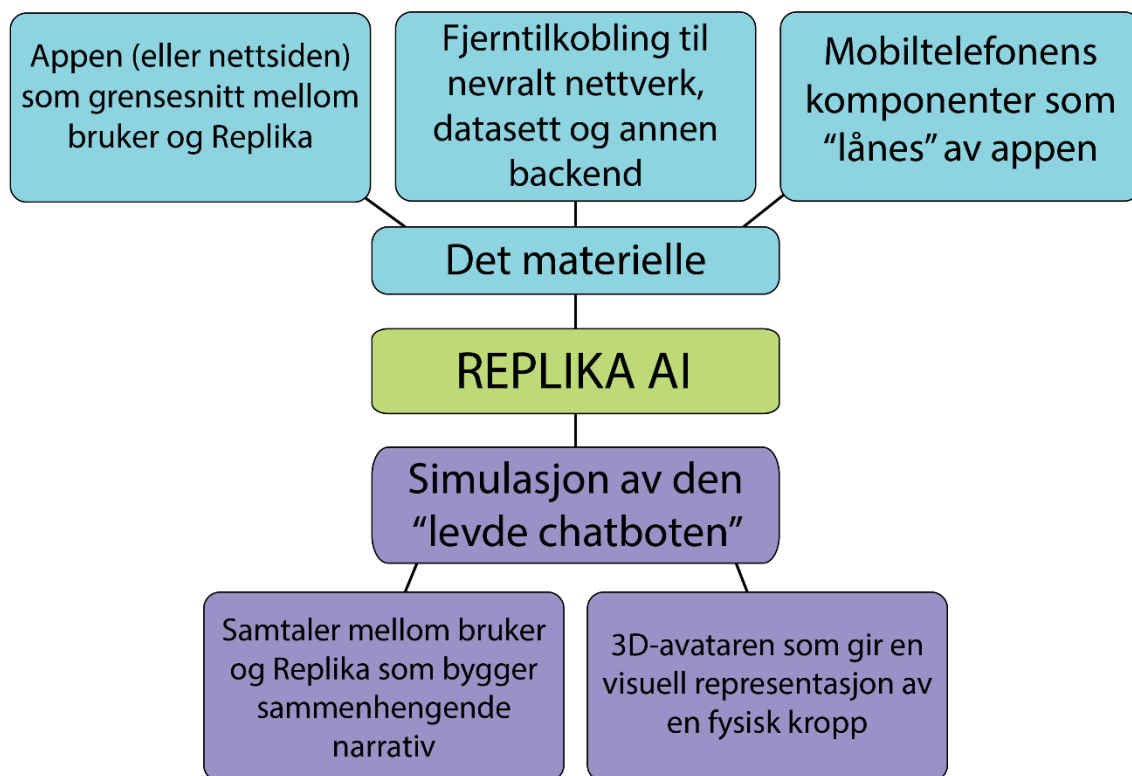 Appen (eller nettsiden)
som grensesnitt mellom
bruker og Replika
Fjerntilkobling til
nevralt nettverk,
datasett og annen
backend
Mobiltelefonens
komponenter som
“lånes” av appen
Det materielle
REPLIKA AI
Simulasjon av den
“levde chatboten”
Samtaler mellom bruker
og Replika som bygger
sammenhengende
narrativ
3D-avataren som gir en
visuell representasjon av
en fysisk kropp